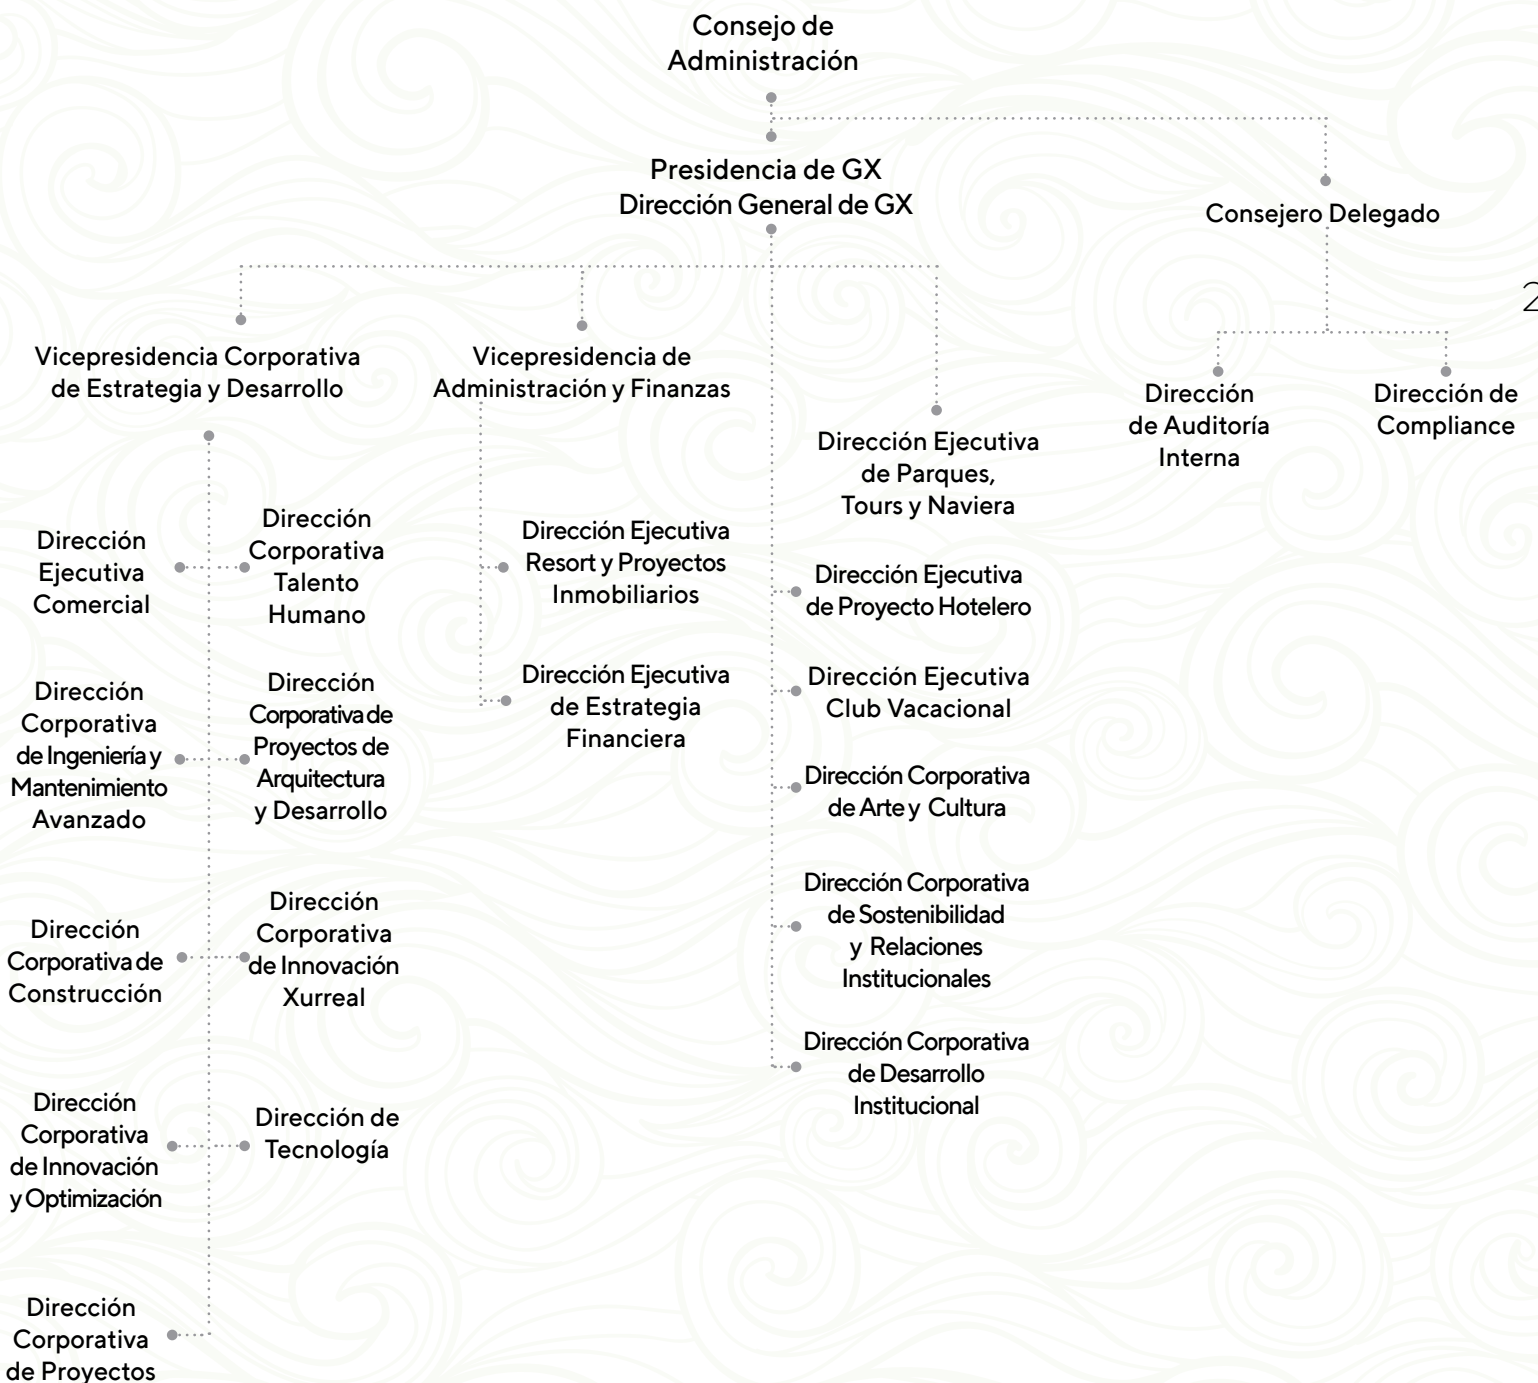 Consejo de
Administración
Presidencia de GX
Dirección General de GX
Consejero Delegado
2
Vicepresidencia Corporativa
de Estrategia y Desarrollo
Vicepresidencia de
Administración y Finanzas
Dirección
de Auditoría
Interna
Dirección de
Compliance
Dirección Ejecutiva
de Parques,
Tours y Naviera
Dirección
Ejecutiva
Comercial
Dirección
Corporativa
Talento
Humano
Dirección Ejecutiva
Resort y Proyectos
Inmobiliarios
Dirección Ejecutiva
de Proyecto Hotelero
Dirección
Corporativa
de Ingeniería y
Mantenimiento
Avanzado
Dirección
Corporativa de
Proyectos de
Arquitectura
y Desarrollo
Dirección Ejecutiva
de Estrategia
Financiera
Dirección Ejecutiva
Club Vacacional
Dirección Corporativa
de Arte y Cultura
Dirección
Corporativa de
Construcción
Dirección
Corporativa
de Innovación
Xurreal
Dirección Corporativa
de Sostenibilidad
y Relaciones
Institucionales
Dirección Corporativa
de Desarrollo
Institucional
Dirección
Corporativa
de Innovación
y Optimización
Dirección de
Tecnología
Dirección
Corporativa
de Proyectos